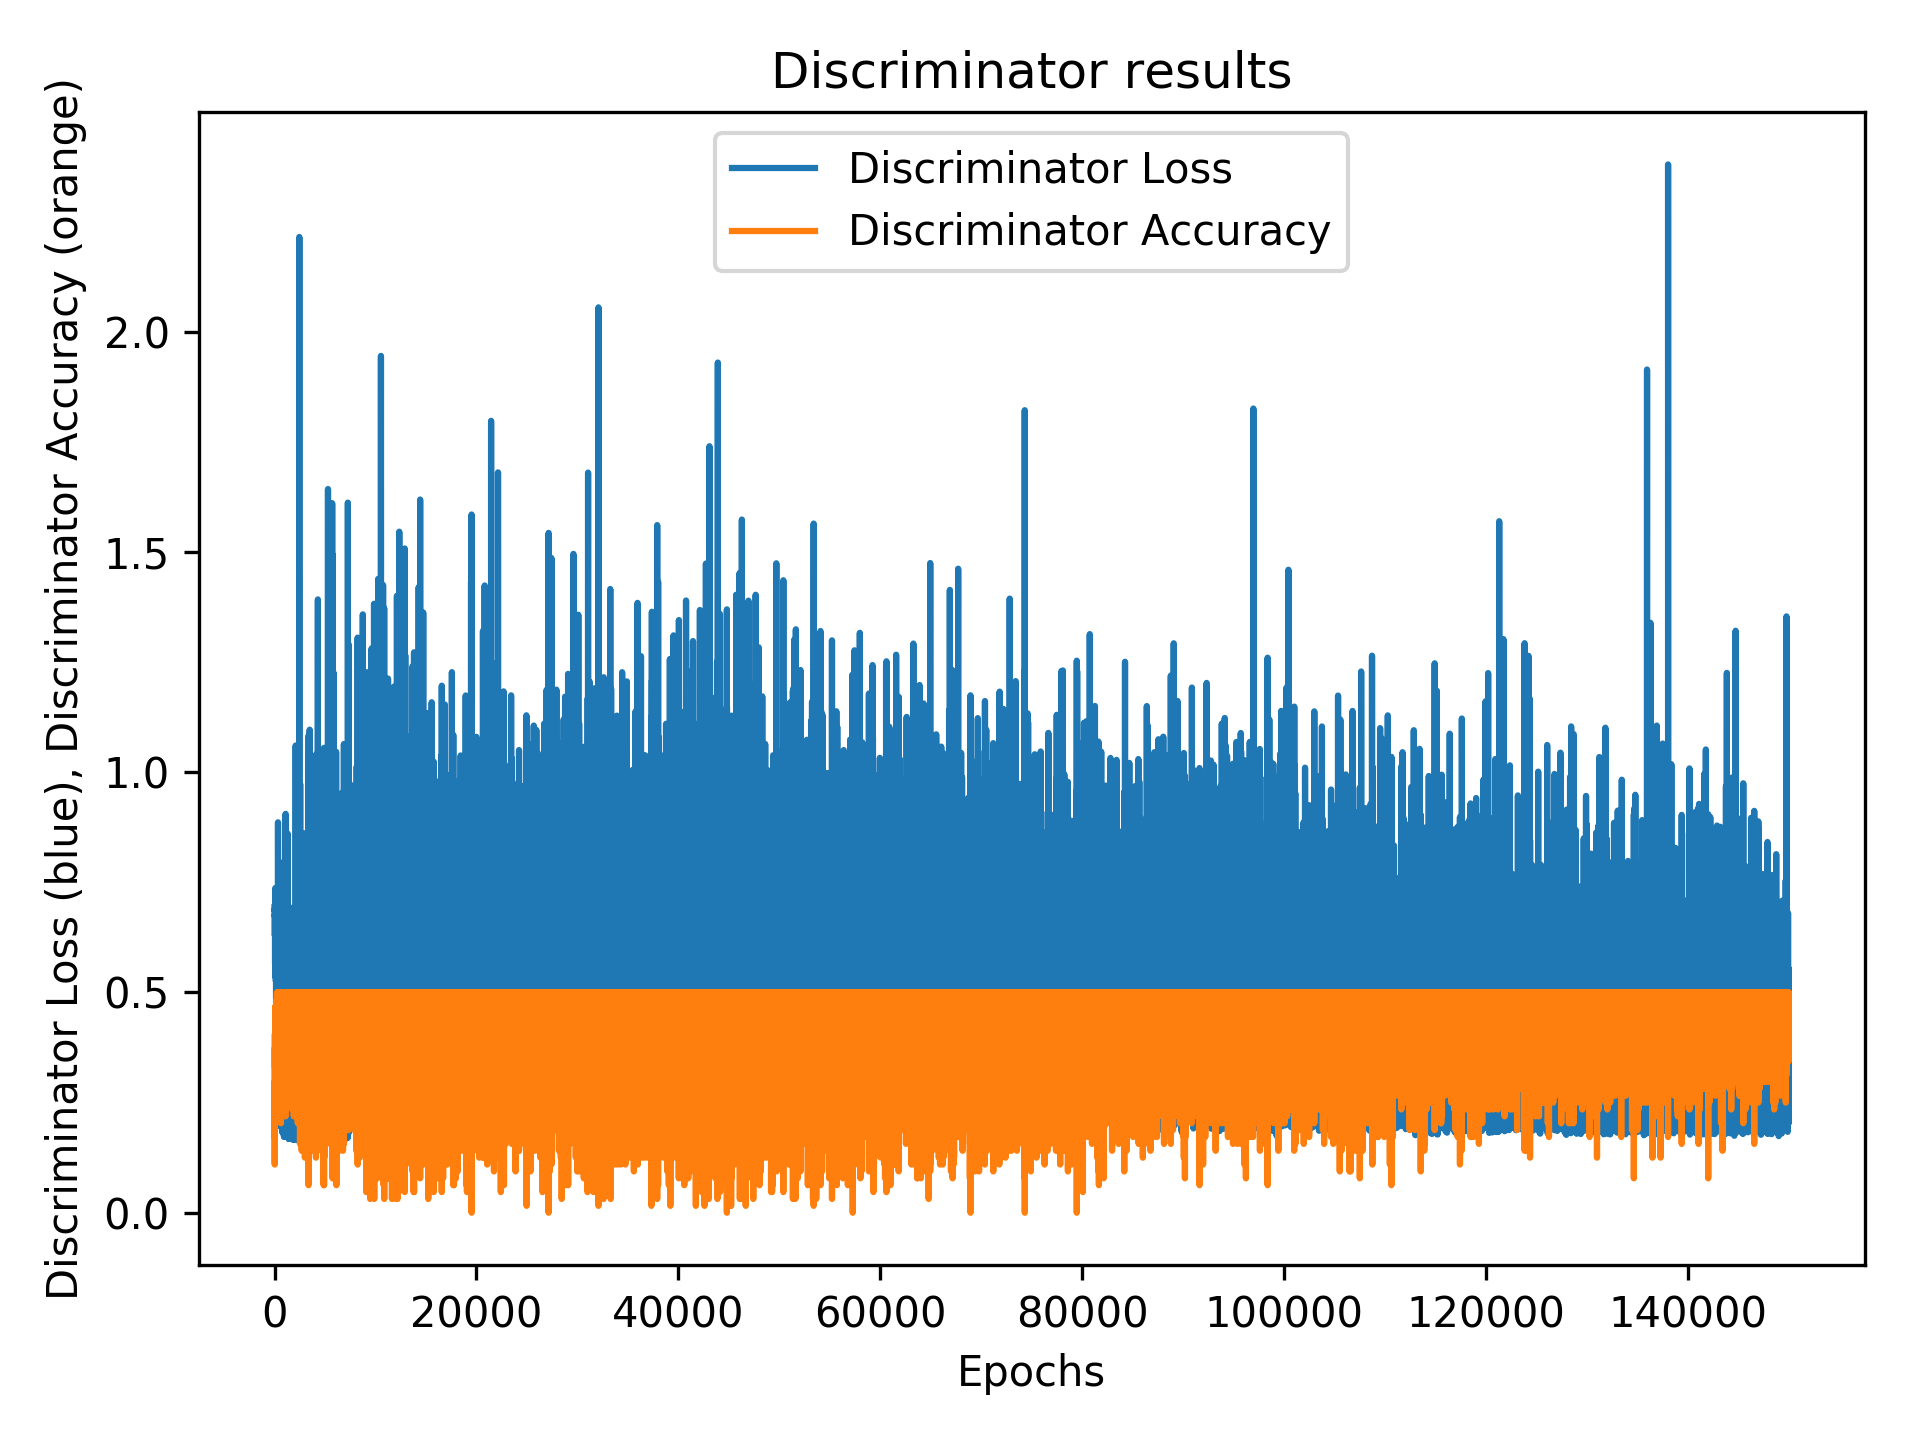 Discriminator results
Discriminator Loss (blue), Discriminator Accuracy (orange)
Discriminator Loss
Discriminator Accuracy
2.0
1.5
1.0
0.5
0.0
0 20000 40000 60000 80000 100000 120000 140000
Epochs